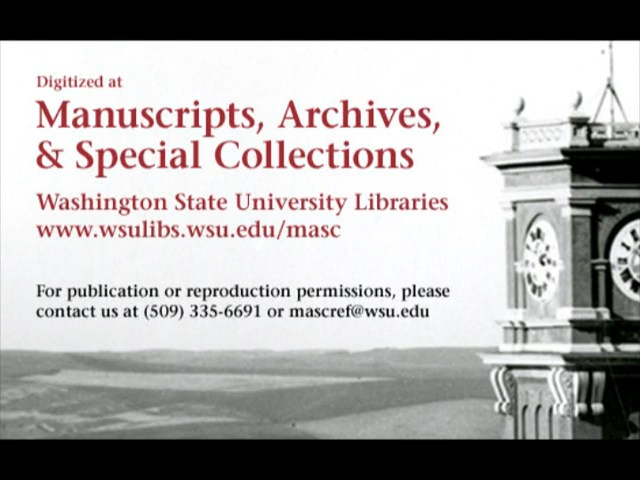 Digitized at
Manuscripts, Archives,
& Special Collections
Washington State University Libraries
www.wsulibs.wsu.edu/masc
For publication or reproduction permissions, please
contact us at (509) 335-6691 or mascref@wsu.edu